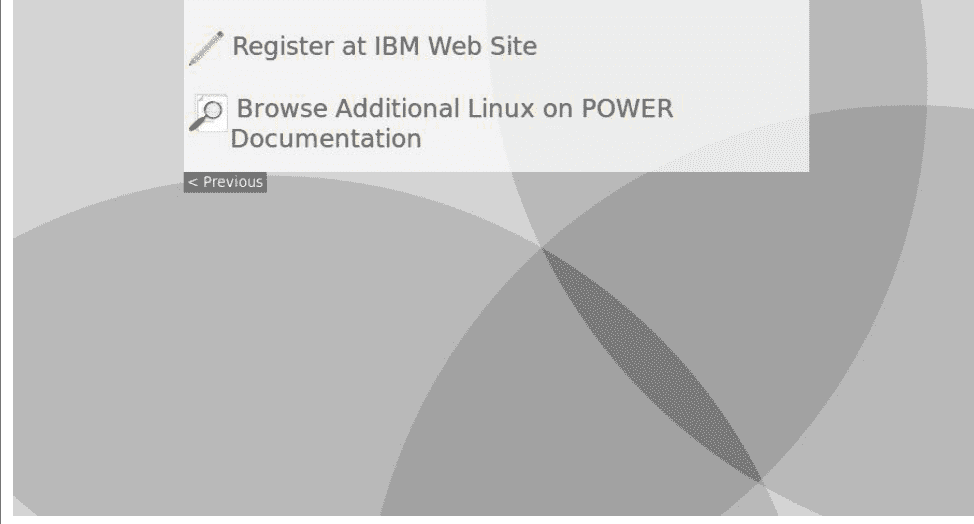 Register at IBM Web Site
Browse Additional Linux on POWER
Documentation
< Previous